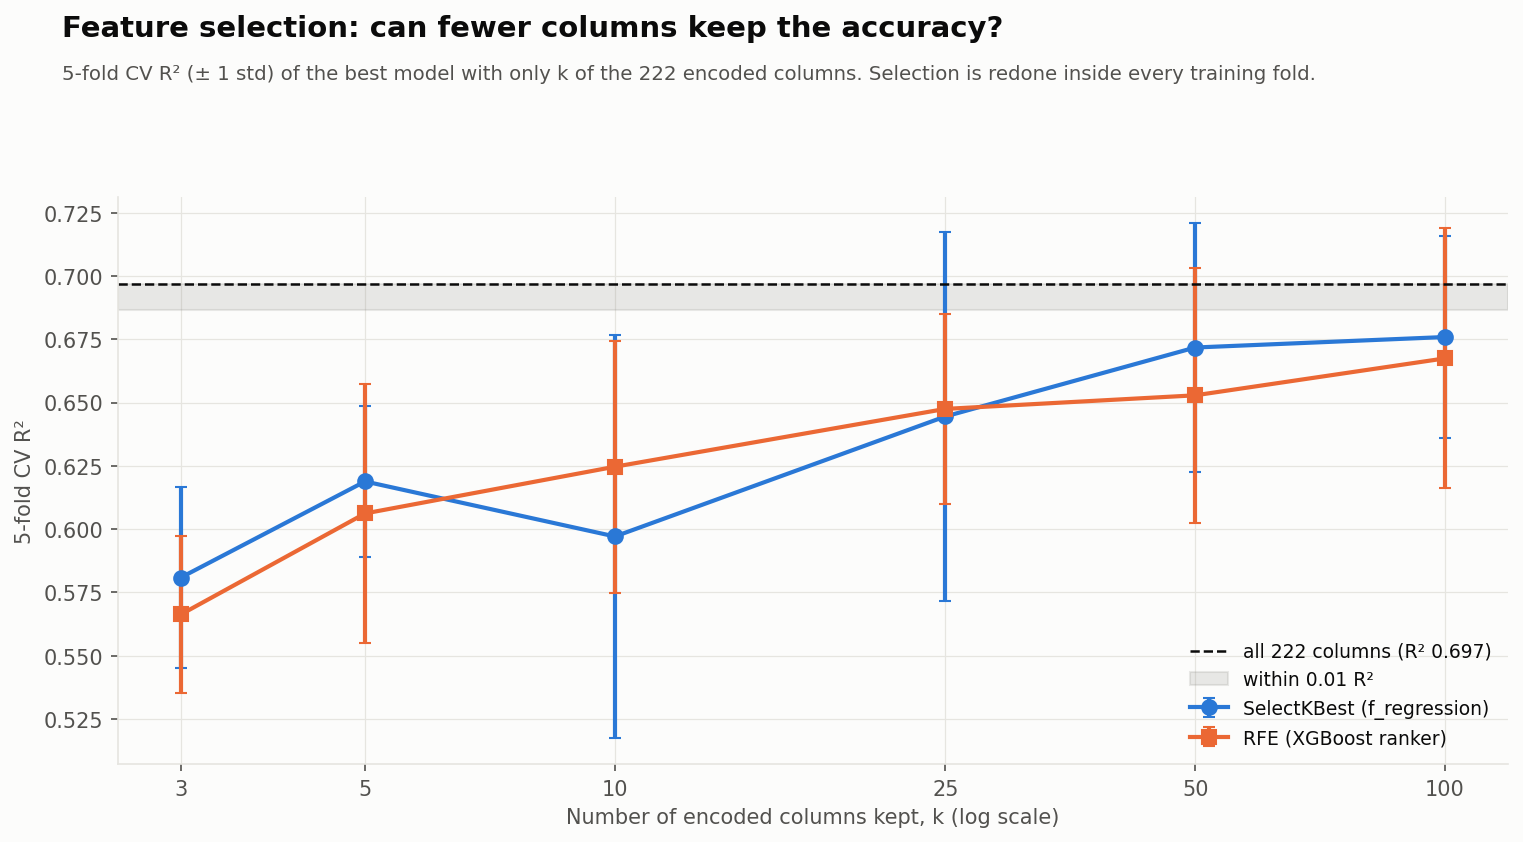 Feature selection: can fewer columns keep the accuracy?
5-fold CV R² (± 1 std) of the best model with only k of the 222 encoded columns. Selection is redone inside every training fold.
0.725
0.700
0.675
0.650
0.625
0.600
0.575
0.550
0.525
5-fold CV R²
all 222 columns (R² 0.697)
within 0.01 R²
SelectKBest (f_regression)
RFE (XGBoost ranker)
3 5 10 25 50 100
Number of encoded columns kept, k (log scale)